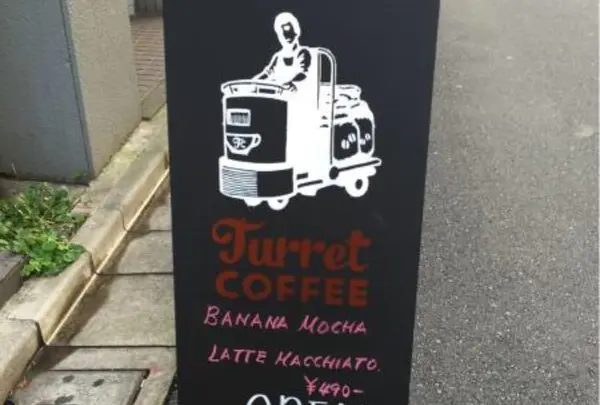 Turret
COFFEE
BANANA MOCHA
LATTE MACCHIATO.
¥490-